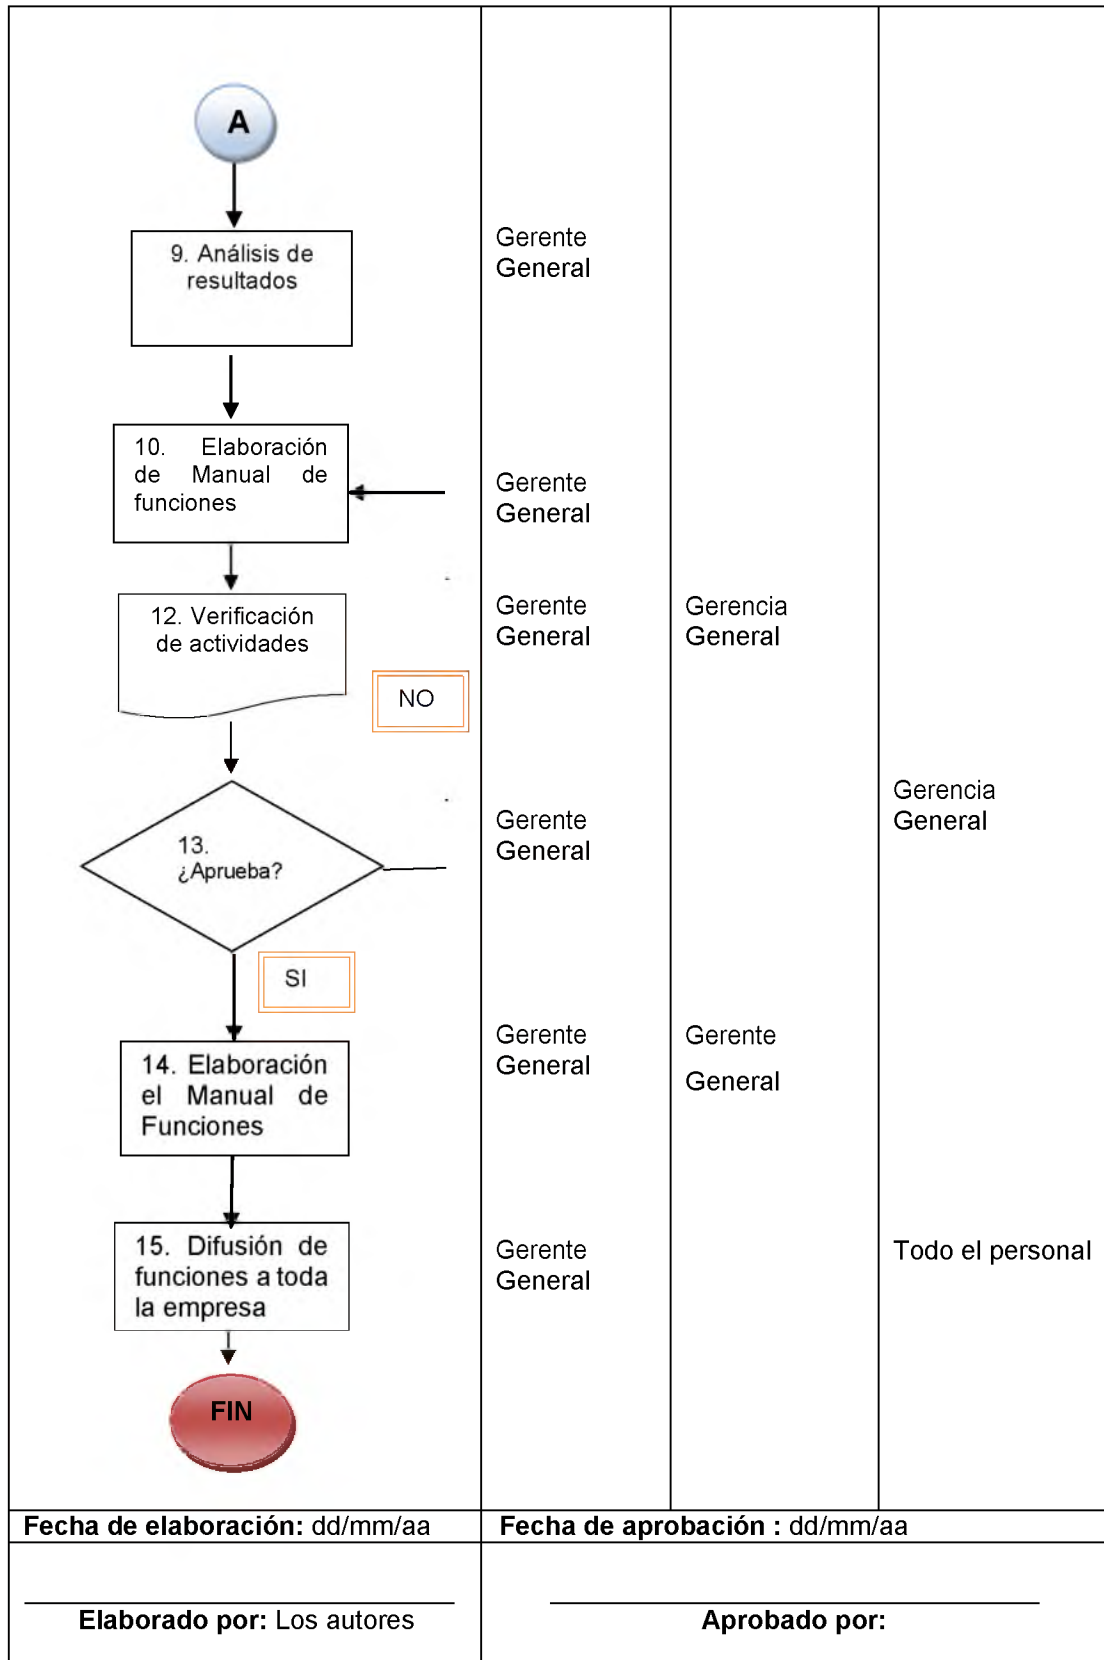 A
9. Análisis de
resultados
Gerente
General
10. Elaboración
de Manual de
funciones
Gerente
General
12. Verificación
de actividades
Gerente
General
Gerencia
General
NO
13.
¿Aprueba?
Gerente
General
Gerencia
General
SI
14. Elaboración
el Manual de
Funciones
Gerente
General
Gerente
General
15. Difusión de
funciones a toda
la empresa
Gerente
General
Todo el personal
FIN
Fecha de elaboración: dd/mm/aa
Fecha de aprobación : dd/mm/aa
Elaborado por: Los autores
Aprobado por: